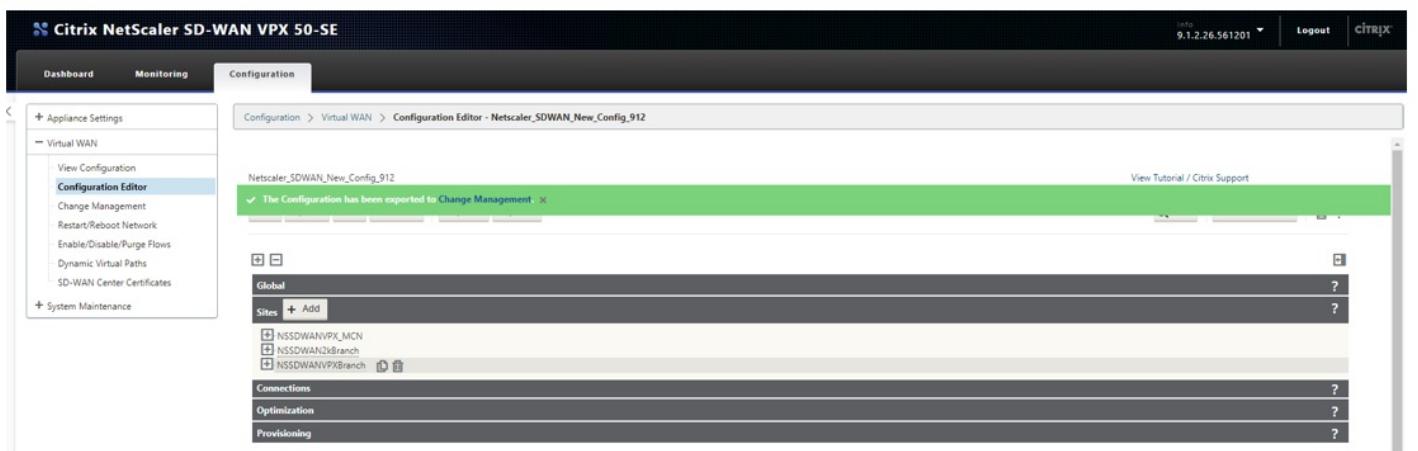 Citrix NetScaler SD-WAN VPX 50-SE
Info
9.1.2.26.561201
Logout
CİTRIX
Dashboard
Monitoring
Configuration
+ Appliance Settings
− Virtual WAN
View Configuration
Configuration Editor
Change Management
Restart/Reboot Network
Enable/Disable/Purge Flows
Dynamic Virtual Paths
SD-WAN Center Certificates
+ System Maintenance
Configuration > Virtual WAN > Configuration Editor - Netscaler_SDWAN_New_Config_912
Netscaler_SDWAN_New_Config_912
View Tutorial / Citrix Support
✓ The Configuration has been exported to Change Management. ×
Global ?
Sites + Add ?
NSSDWANVPX_MCN
NSSDWAN2kBranch
NSSDWANVPXBranch
Connections ?
Optimization ?
Provisioning ?